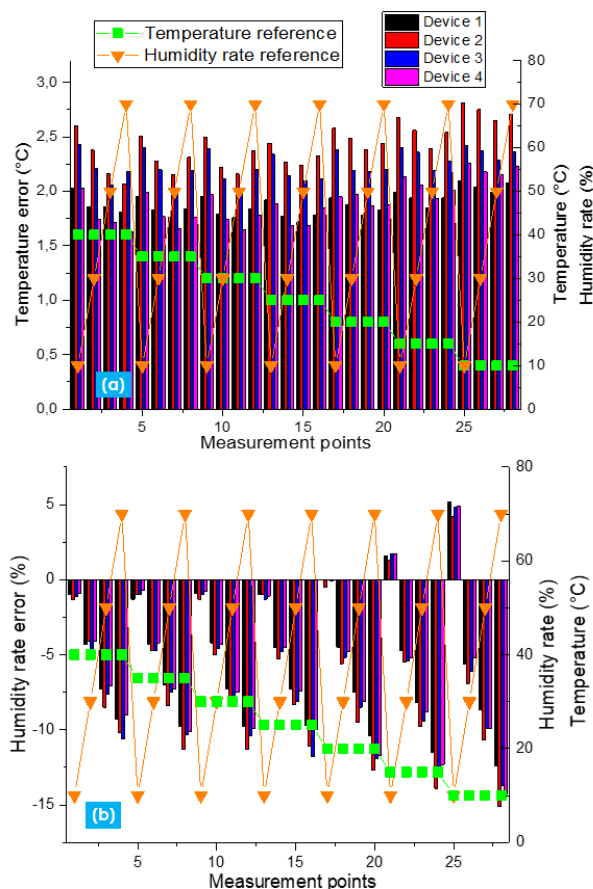 Temperature reference
Humidity rate reference
Device 1
Device 2
Device 3
Device 4
3,0
2,5
2,0
1,5
1,0
0,5
0,0
Temperature error (°C)
80
70
60
50
40
30
20
10
0
Temperature (°C)
Humidity rate (%)
(a)
5 10 15 20 25
Measurement points
5
0
-5
-10
-15
Humidity rate error (%)
80
60
40
20
0
Humidity rate (%)
Temperature (°C)
(b)
5 10 15 20 25
Measurement points